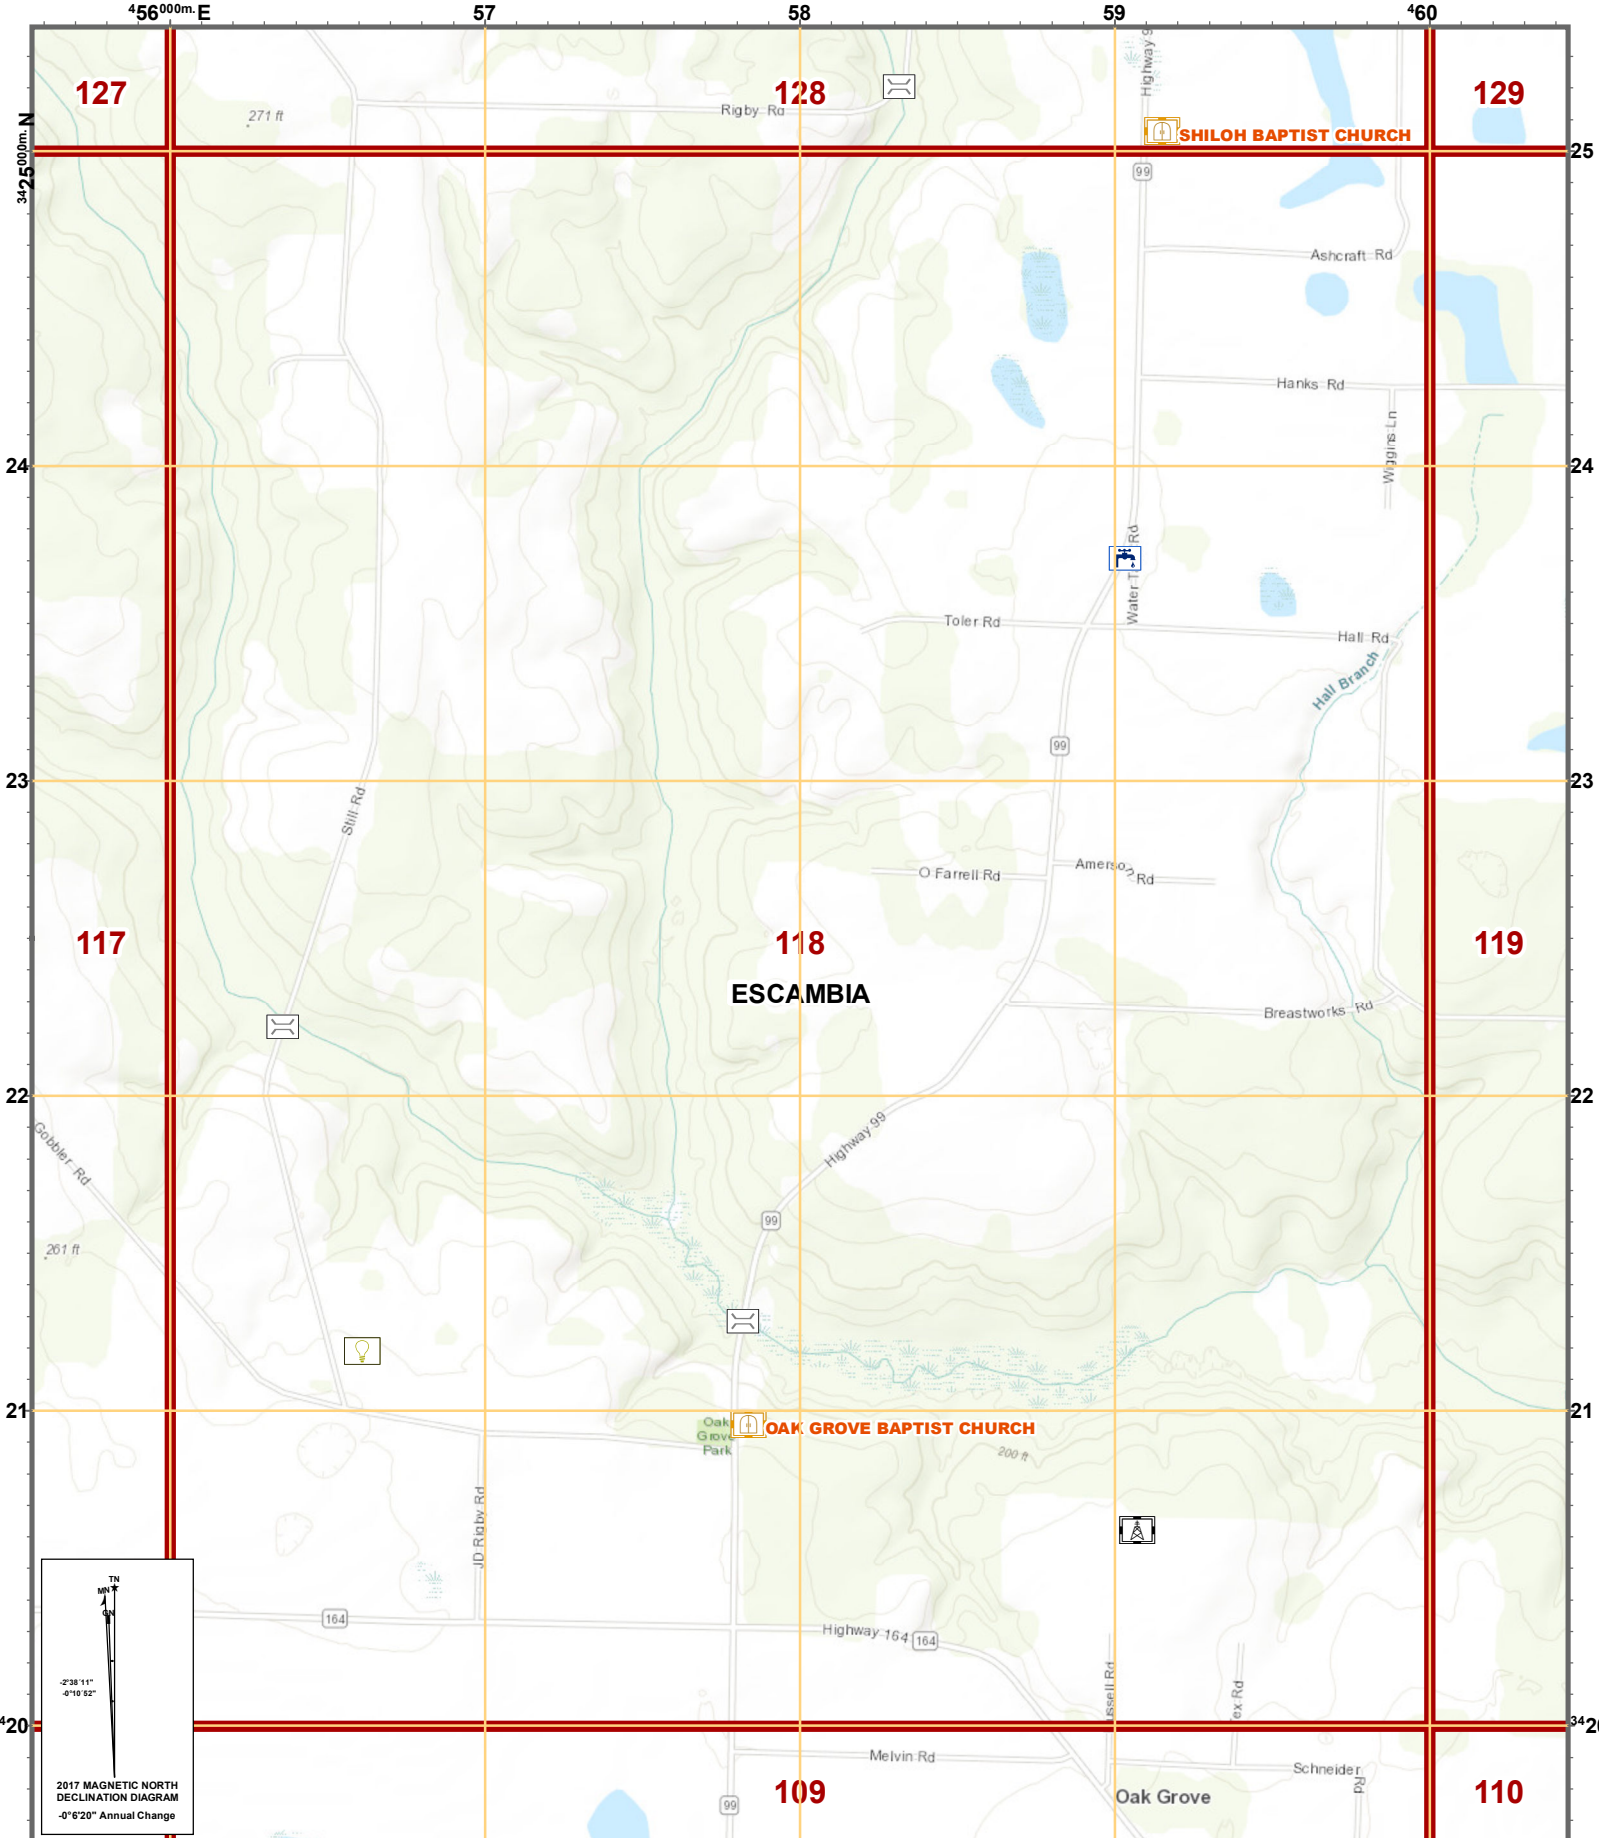 456000m. E
57
58
59
460
127
128
129
271 ft
Rigby Rd
Highway 9
SHILOH BAPTIST CHURCH
3425000m. N
25
99
Ashcraft Rd
Hanks Rd
Wiggins Ln
24
24
Water T Rd
Toler Rd
Hall Rd
Hall Branch
99
23
23
Still Rd
O Farrell Rd
Amerson Rd
117
118
119
ESCAMBIA
Breastworks Rd
22
22
Gobbler Rd
Highway 99
99
261 ft
21
21
Oak
Grove
Park
OAK GROVE BAPTIST CHURCH
200 ft
JD Rigby Rd
164
Highway 164
164
ussell Rd
ex Rd
TN
MN
GN
-2°38'11"
-0°10'52"
2017 MAGNETIC NORTH
DECLINATION DIAGRAM
-0°6'20" Annual Change
420
342
Melvin Rd
Schneider Rd
99
109
110
Oak Grove